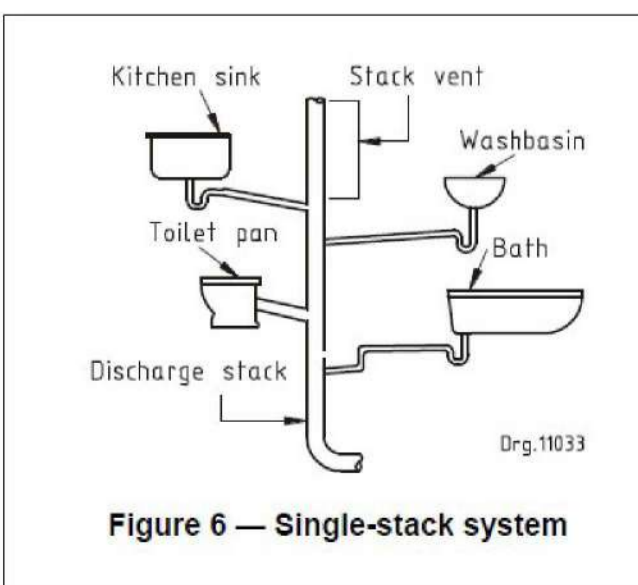 Kitchen sink
Stack vent
Washbasin
Toilet pan
Bath
Discharge stack
Drg.11033
Figure 6 — Single-stack system